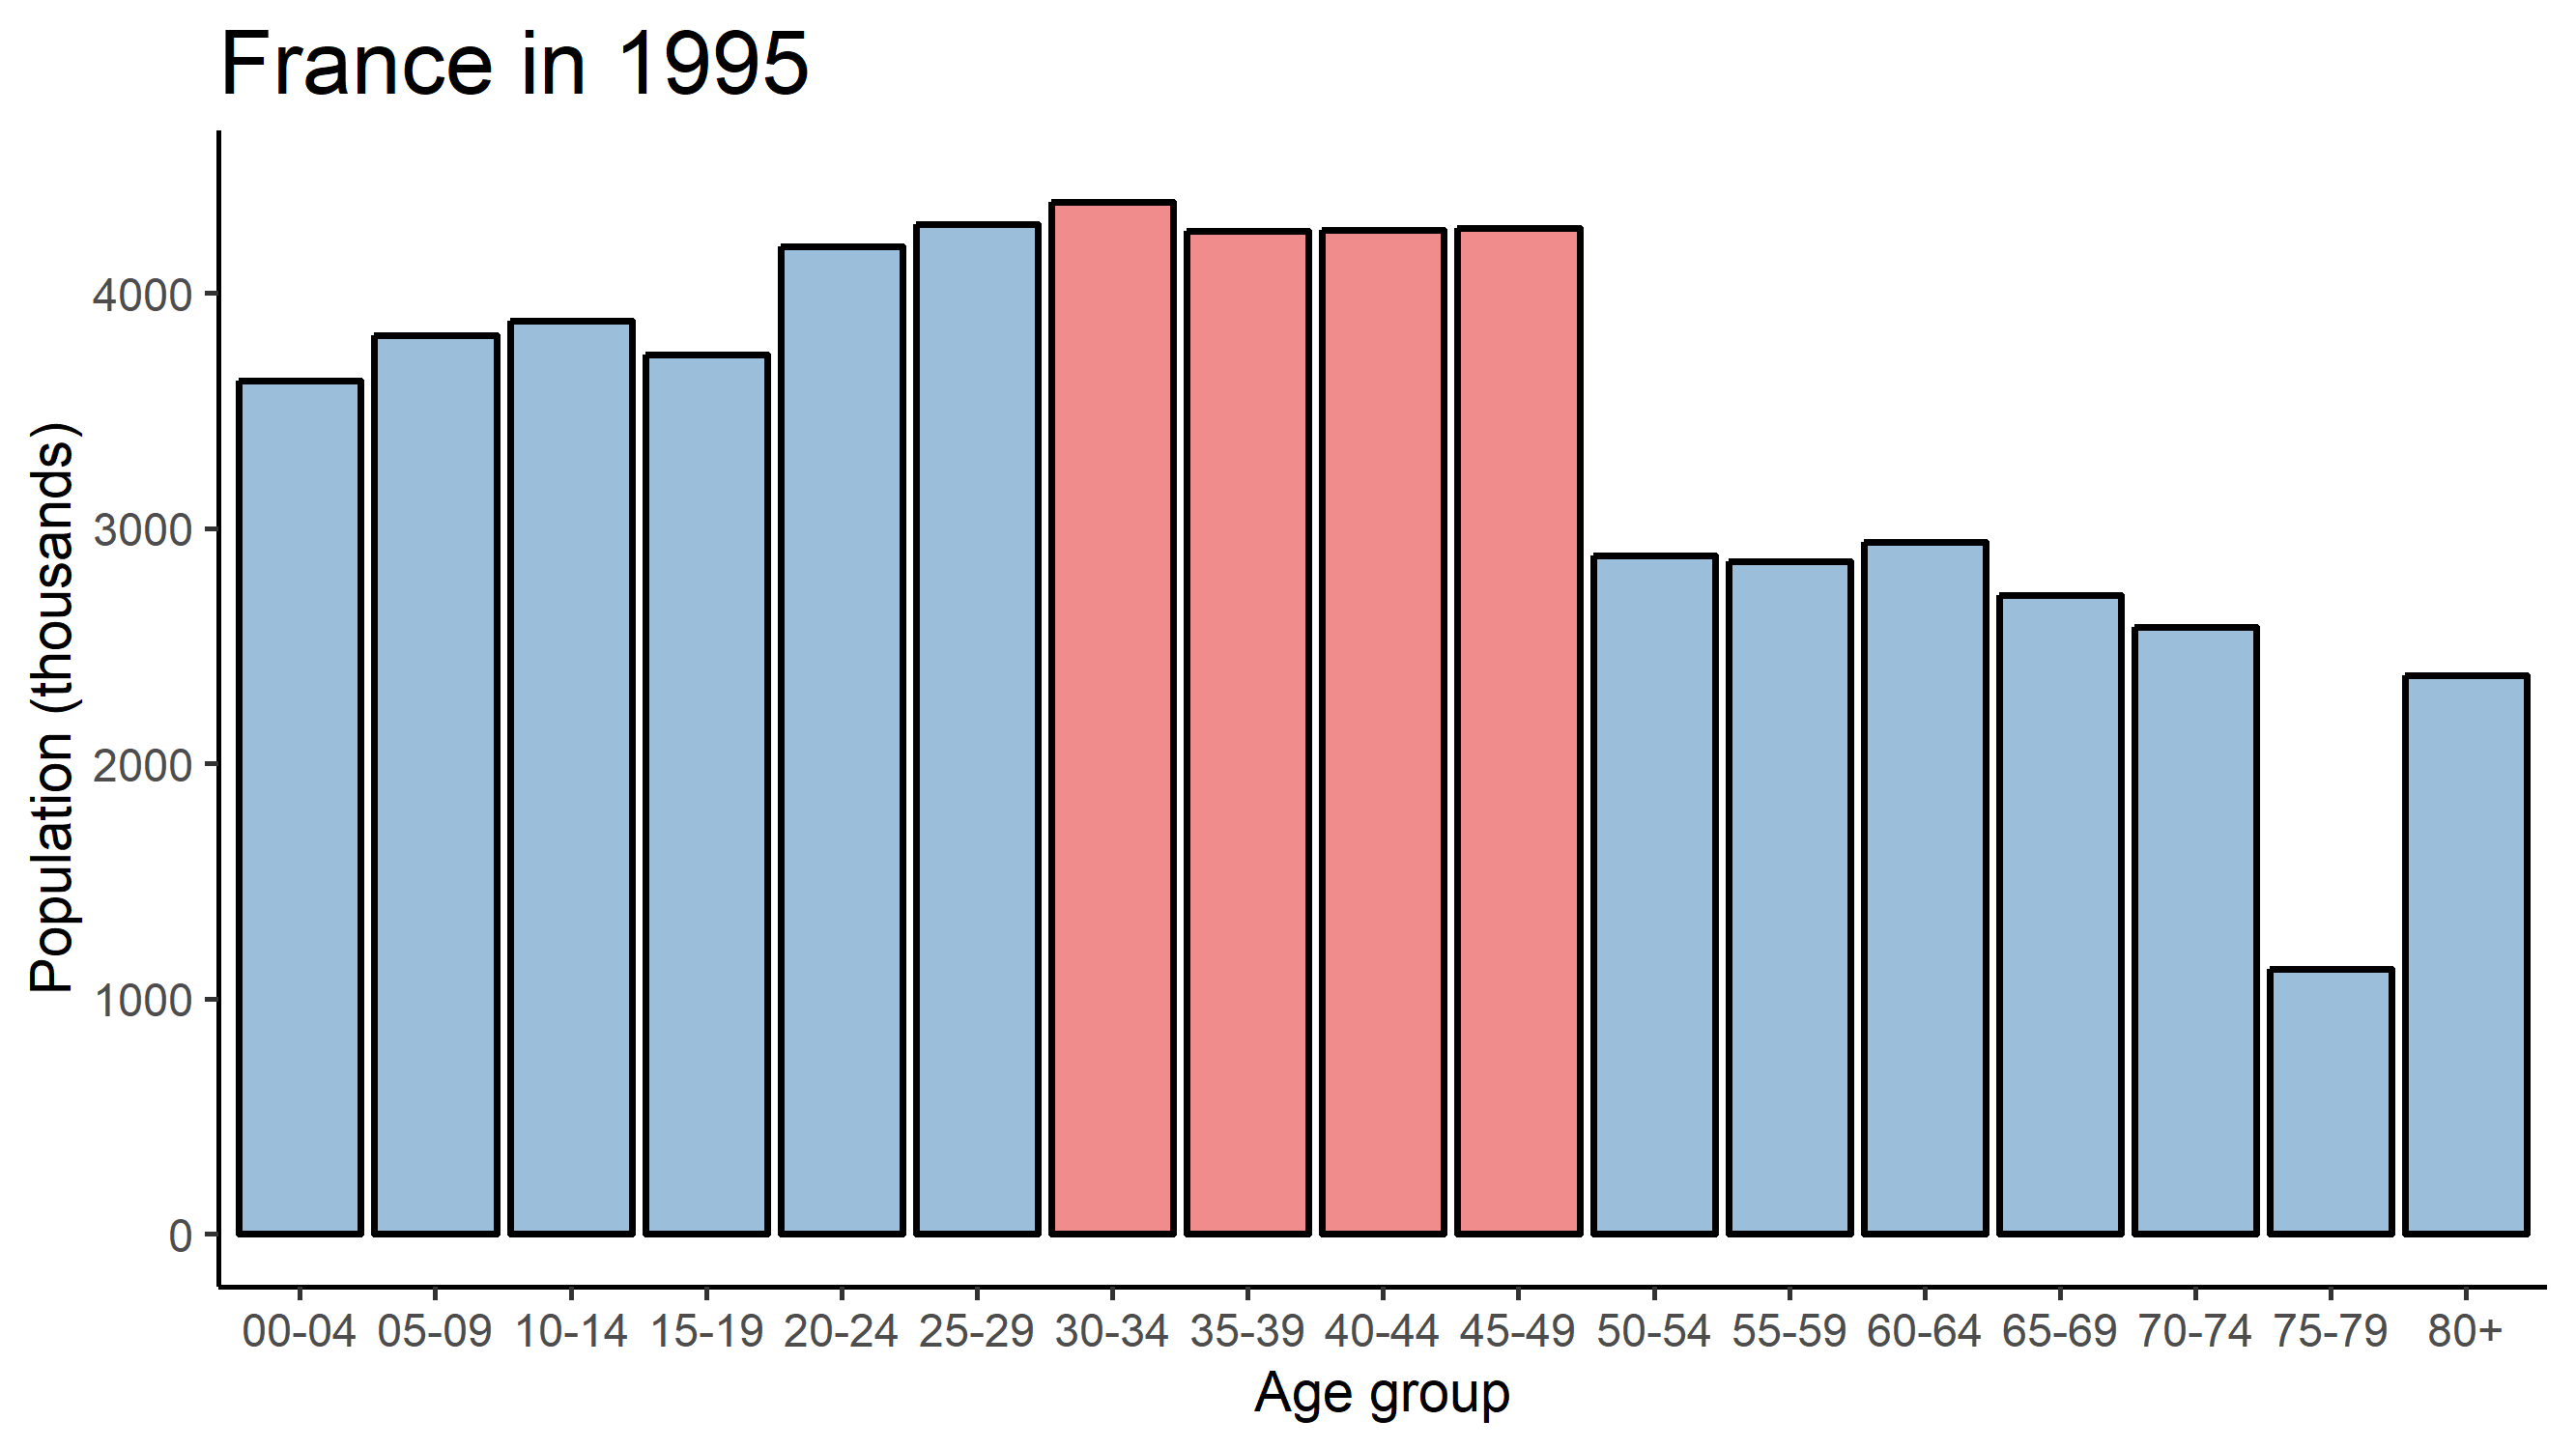 France in 1995
Population (thousands)
4000
3000
2000
1000
0
00-04 05-09 10-14 15-19 20-24 25-29 30-34 35-39 40-44 45-49 50-54 55-59 60-64 65-69 70-74 75-79 80+
Age group